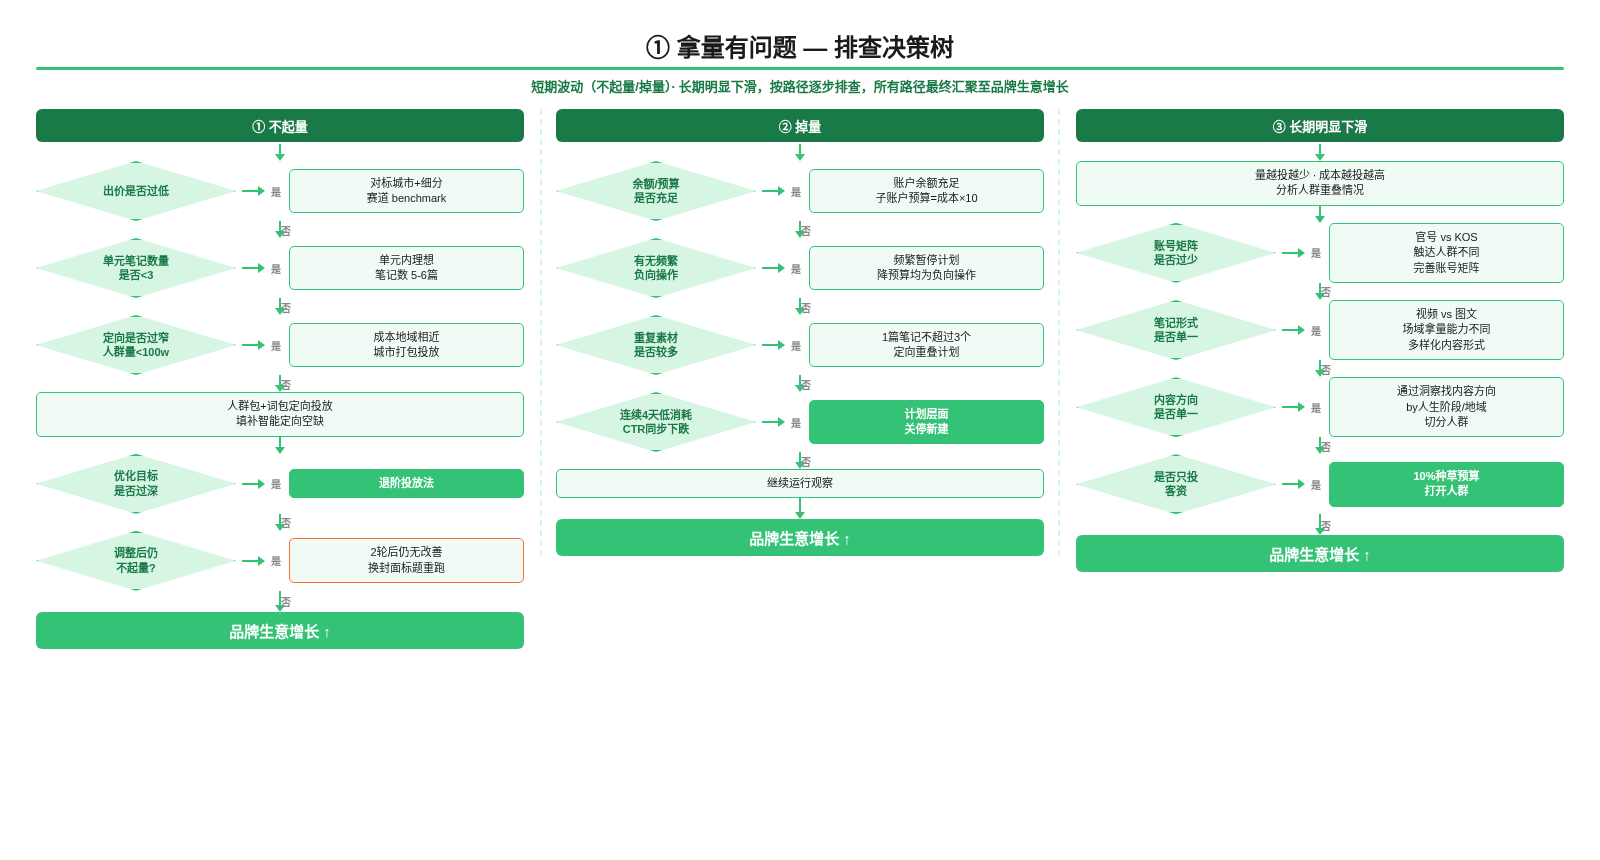 ① 拿量有问题 — 排查决策树
短期波动（不起量/掉量）· 长期明显下滑，按路径逐步排查，所有路径最终汇聚至品牌生意增长
① 不起量
出价是否过低
是
对标城市+细分
赛道 benchmark
否
单元笔记数量
是否<3
是
单元内理想
笔记数 5-6篇
否
定向是否过窄
人群量<100w
是
成本地域相近
城市打包投放
否
人群包+词包定向投放
填补智能定向空缺
优化目标
是否过深
是
退阶投放法
否
调整后仍
不起量?
是
2轮后仍无改善
换封面标题重跑
否
品牌生意增长 ↑
② 掉量
余额/预算
是否充足
是
账户余额充足
子账户预算=成本×10
否
有无频繁
负向操作
是
频繁暂停计划
降预算均为负向操作
否
重复素材
是否较多
是
1篇笔记不超过3个
定向重叠计划
否
连续4天低消耗
CTR同步下跌
是
计划层面
关停新建
否
继续运行观察
品牌生意增长 ↑
③ 长期明显下滑
量越投越少 · 成本越投越高
分析人群重叠情况
账号矩阵
是否过少
是
官号 vs KOS
触达人群不同
完善账号矩阵
否
笔记形式
是否单一
是
视频 vs 图文
场域拿量能力不同
多样化内容形式
否
内容方向
是否单一
是
通过洞察找内容方向
by人生阶段/地域
切分人群
否
是否只投
客资
是
10%种草预算
打开人群
否
品牌生意增长 ↑